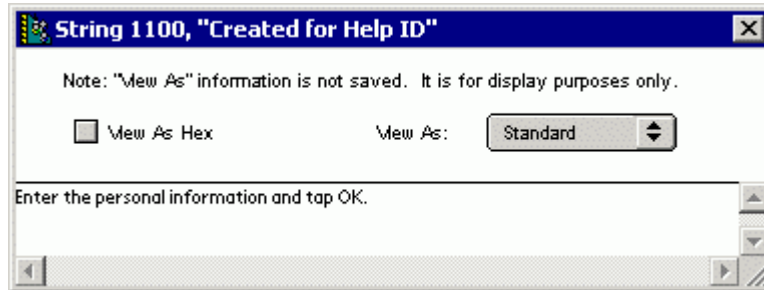 String 1100, "Created for Help ID"
Note: "View As" information is not saved. It is for display purposes only.
View As Hex
View As:
Standard
Enter the personal information and tap OK.